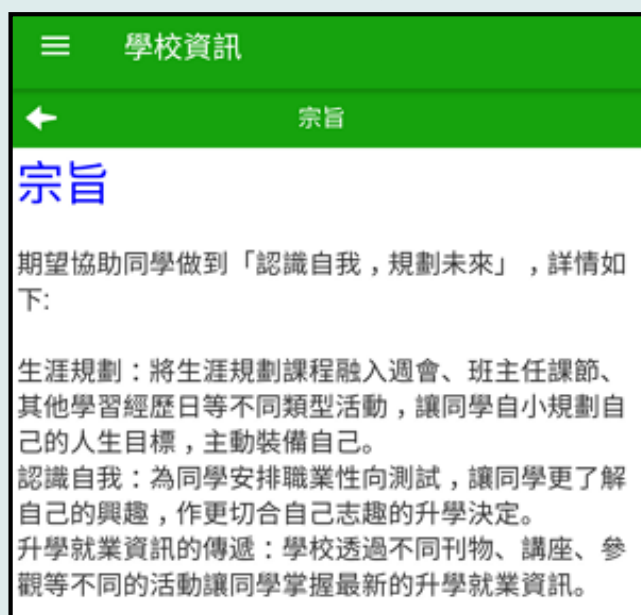 學校資訊
宗旨
宗旨
期望協助同學做到「認識自我，規劃未來」，詳情如
下:
生涯規劃：將生涯規劃課程融入週會、班主任課節、
其他學習經歷日等不同類型活動，讓同學自小規劃自
己的人生目標，主動裝備自己。
認識自我：為同學安排職業性向測試，讓同學更了解
自己的興趣，作更切合自己志趣的升學決定。
升學就業資訊的傳遞：學校透過不同刊物、講座、參
觀等不同的活動讓同學掌握最新的升學就業資訊。